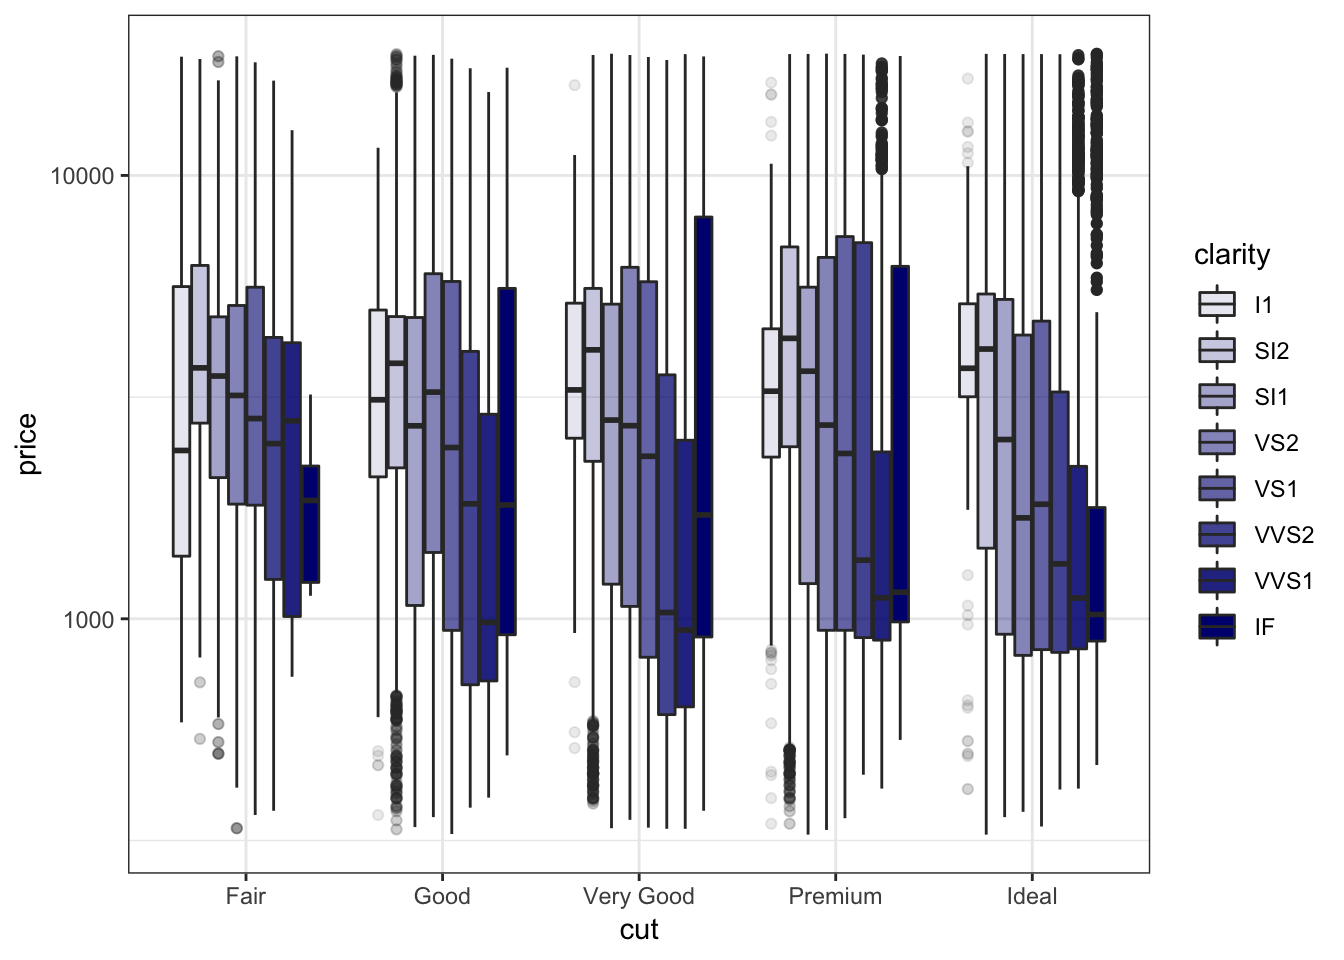 10000
1000
price
Fair
Good
Very Good
Premium
Ideal
cut
clarity
I1
SI2
SI1
VS2
VS1
VVS2
VVS1
IF